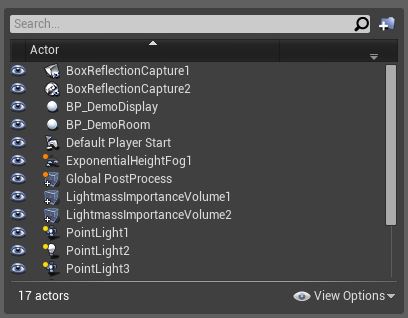 Search...
Actor
BoxReflectionCapture1
BoxReflectionCapture2
BP_DemoDisplay
BP_DemoRoom
Default Player Start
ExponentialHeightFog1
Global PostProcess
LightmassImportanceVolume1
LightmassImportanceVolume2
PointLight1
PointLight2
PointLight3
17 actors View Options